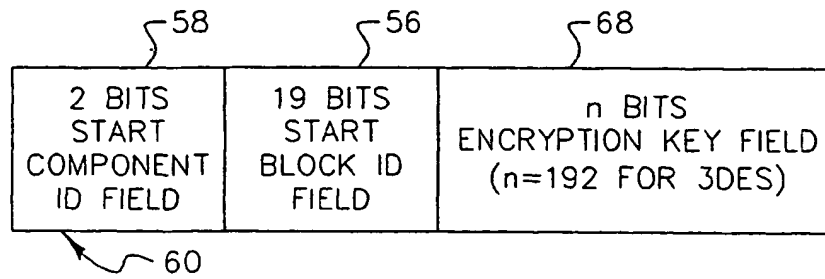 58
56
68
2 BITS
START
COMPONENT
ID FIELD
19 BITS
START
BLOCK ID
FIELD
n BITS
ENCRYPTION KEY FIELD
(n=192 FOR 3DES)
60